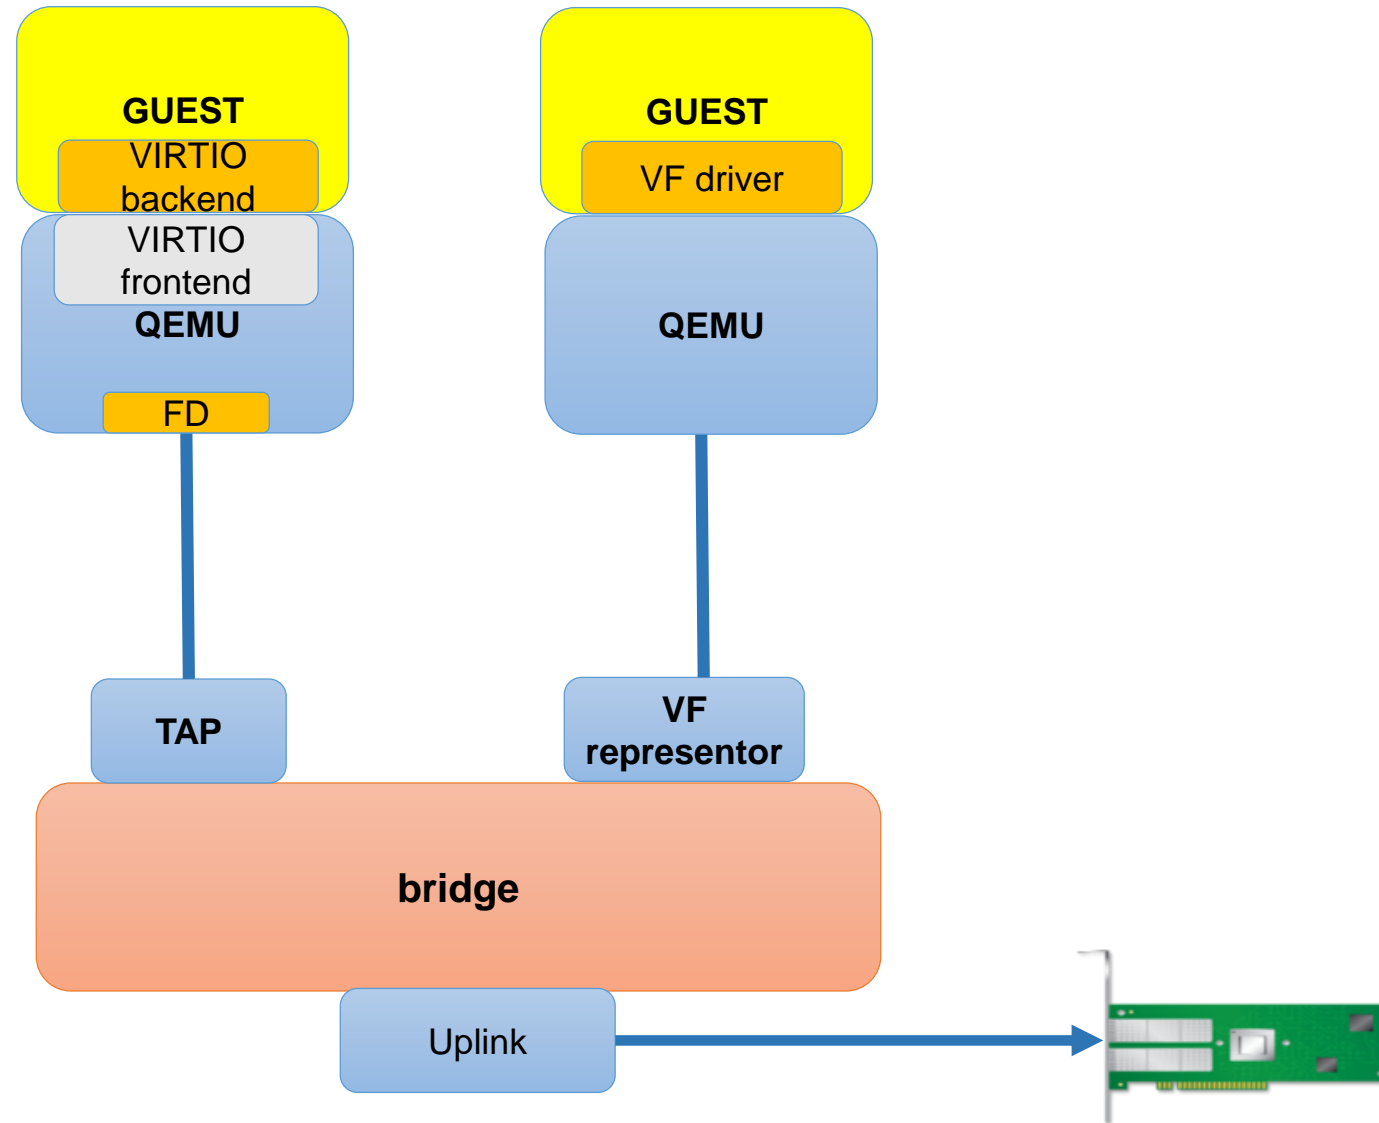 GUEST
VIRTIO
backend
VIRTIO
frontend
QEMU
FD
TAP
GUEST
VF driver
QEMU
VF
representor
bridge
Uplink